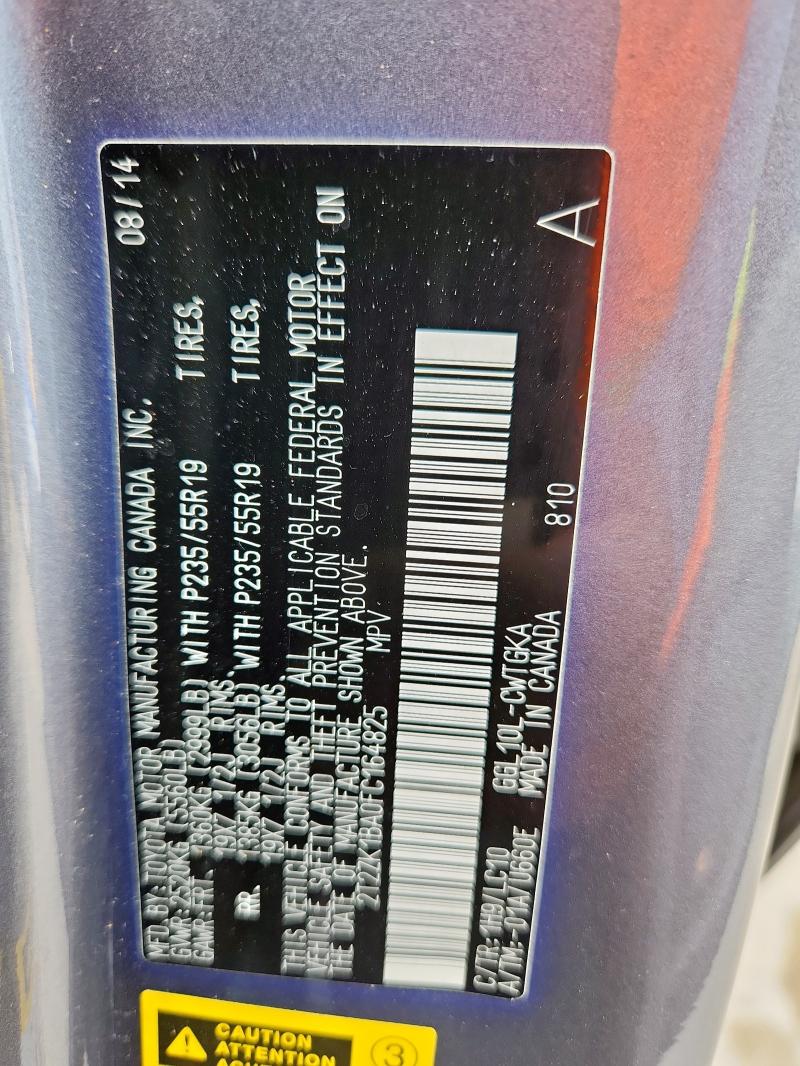 MFD. BY: TOYOTA MOTOR MANUFACTURING CANADA INC. 08/14
GVWR: 2520KG (5560LB)
GAWR: FRT. 1360KG (2999LB) WITH P235/55R19 TIRES,
19X7 1/2J RIMS.
RR. 1385KG (3056LB) WITH P235/55R19 TIRES,
19X7 1/2J RIMS.
THIS VEHICLE CONFORMS TO ALL APPLICABLE FEDERAL MOTOR
VEHICLE SAFETY AND THEFT PREVENTION STANDARDS IN EFFECT ON
THE DATE OF MANUFACTURE SHOWN ABOVE.
2T2ZK1BA0FC164825 MPV
C/TR: 1H9/LC10 GGL10L-CWTGKA
A/TM:-01A/U660E MADE IN CANADA
810
A
CAUTION
ATTENTION
3